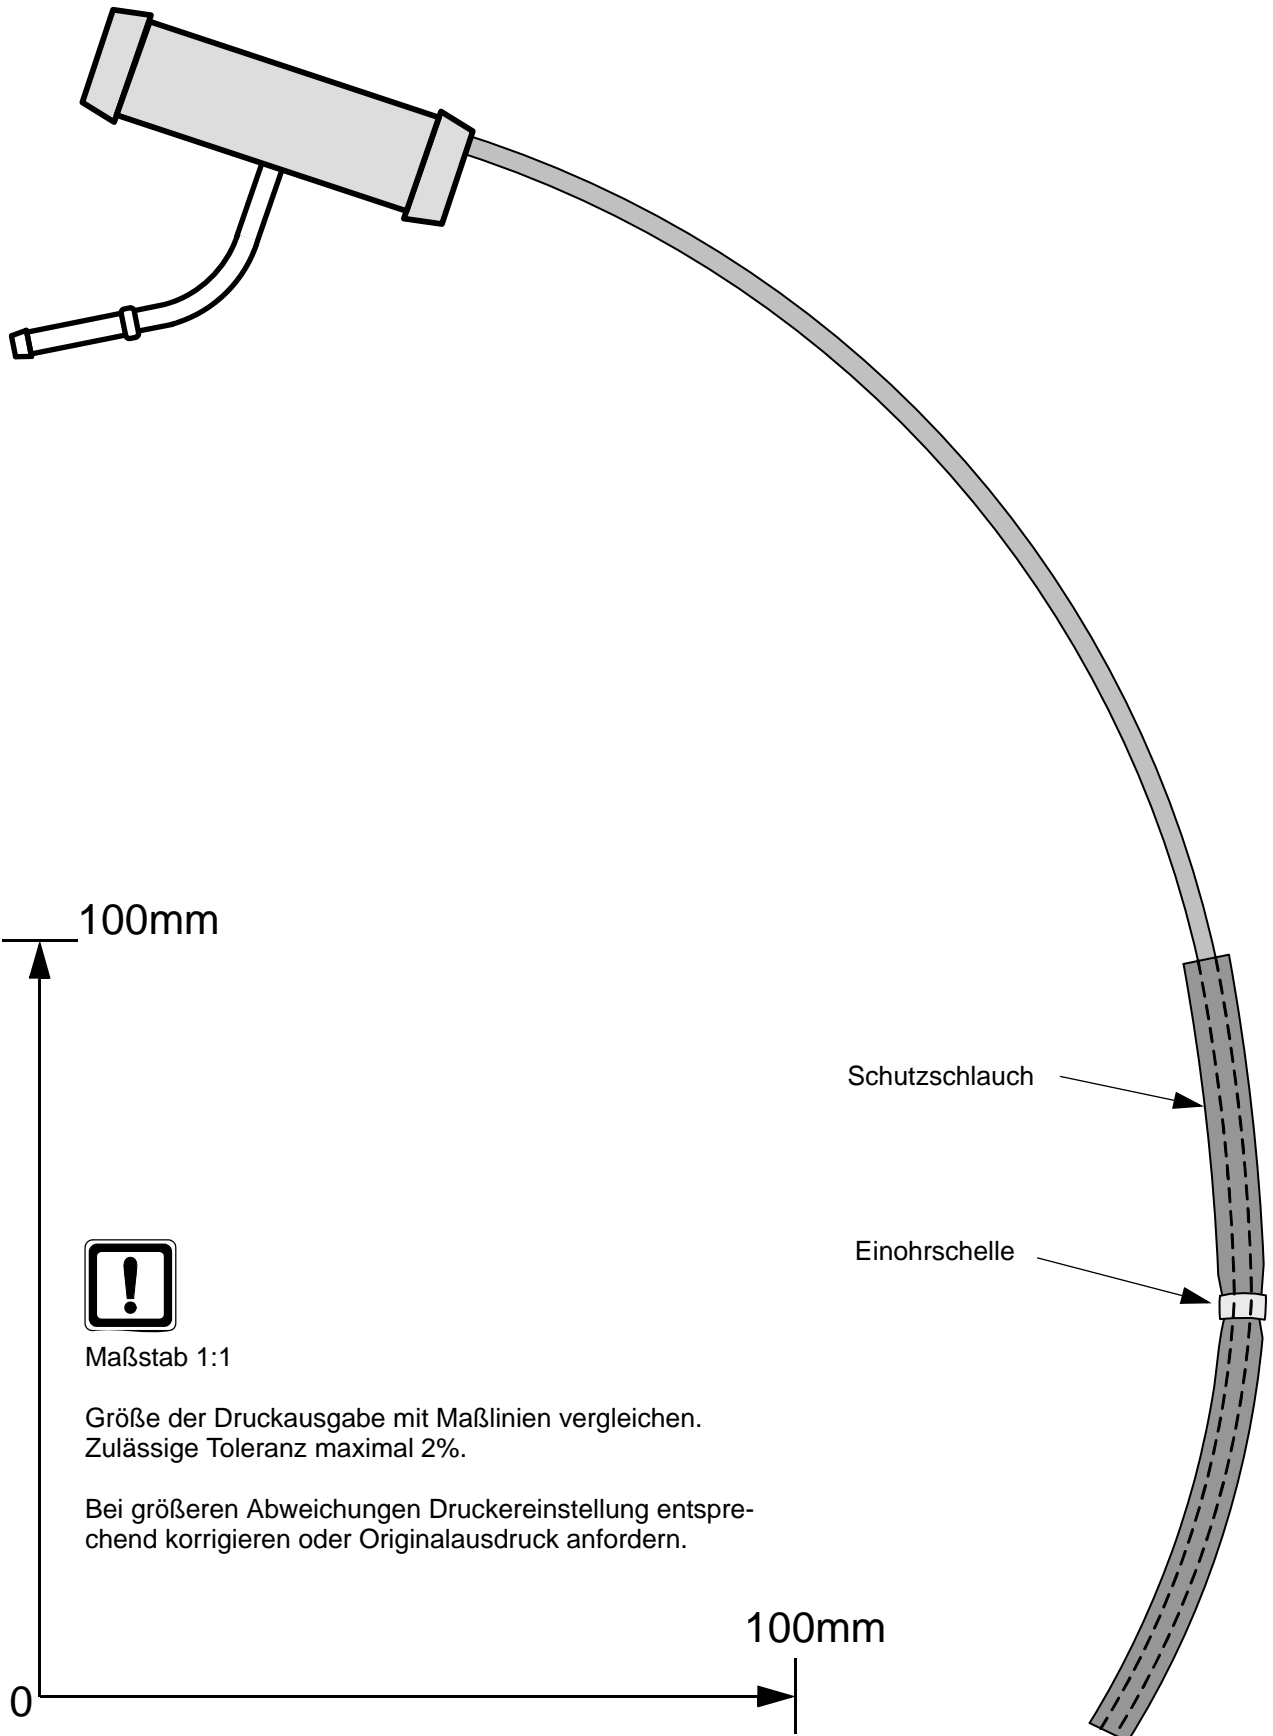 100mm
Schutzschlauch
Einohrschelle
Maßstab 1:1
Größe der Druckausgabe mit Maßlinien vergleichen.
Zulässige Toleranz maximal 2%.
Bei größeren Abweichungen Druckereinstellung entspre-
chend korrigieren oder Originalausdruck anfordern.
100mm
0